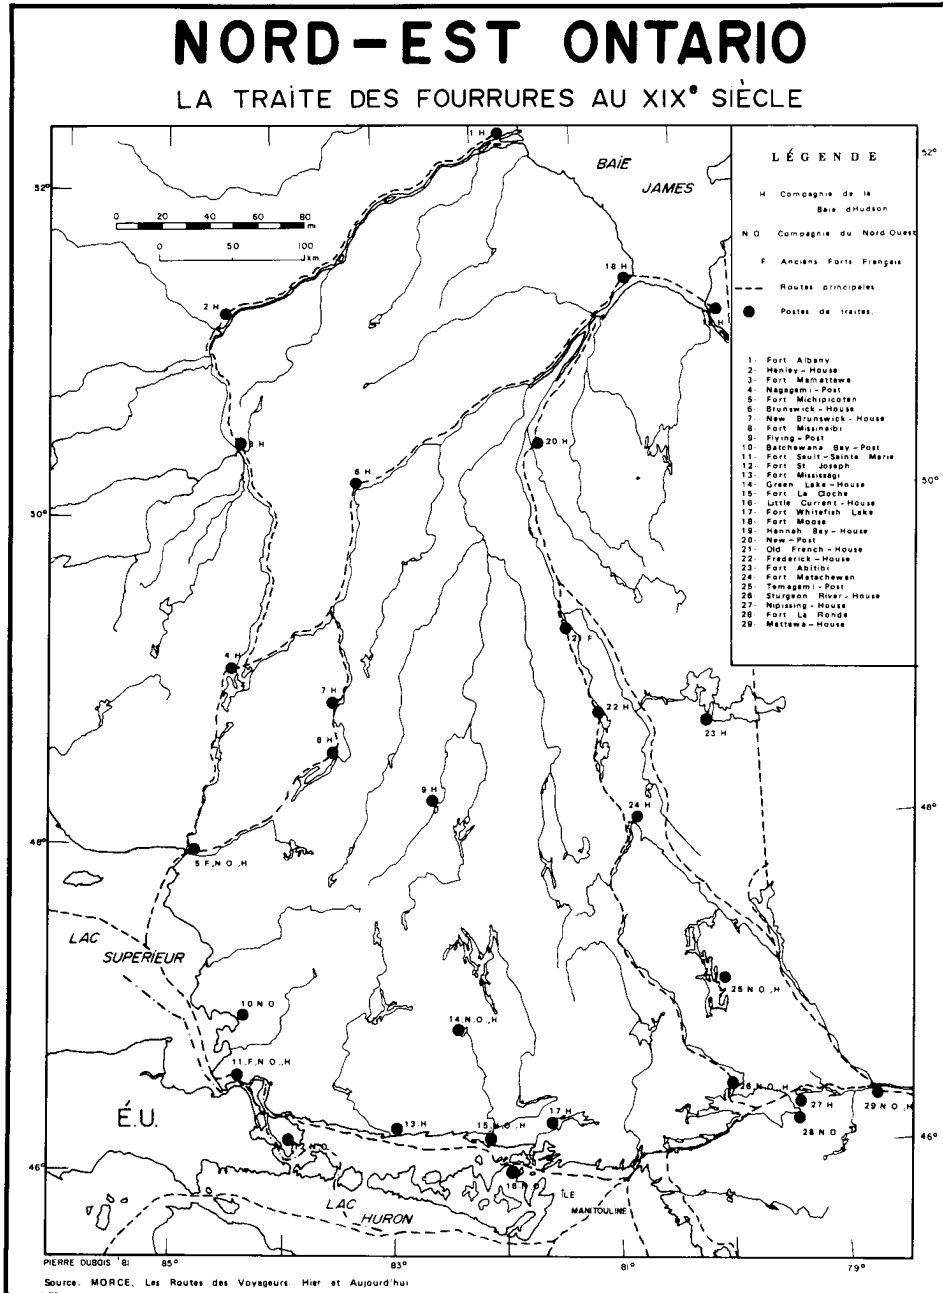 NORD-EST ONTARIO
LA TRAITE DES FOURRURES AU XIXe SIÈCLE
1 H
BAIE
JAMES
52°
52°
LÉGENDE
H Compagnie de la
Baie d'Hudson
N O Compagnie du Nord Ouest
F Anciens Forts Français
Routes principales
Postes de traites.
0 20 40 60 80
mi
0 50 100
km
18 H
2 H
19 H
1- Fort Albany
2- Henley-House
3- Fort Mamattawa
4- Nagagami-Post
5- Fort Michipicoten
6- Brunswick-House
7- New Brunswick-House
8- Fort Missinaibi
9- Flying-Post
10- Batchawana Bay-Post
11- Fort Sault-Sainte Marie
12- Fort St Joseph
13- Fort Missisagi
14- Green Lake-House
15- Fort La Cloche
16- Little Current-House
17- Fort Whitefish Lake
18- Fort Moose
19- Hannah Bay-House
20- New-Post
21- Old French-House
22- Frederick-House
23- Fort Abitibi
24- Fort Matachewan
25- Temagami-Post
26- Sturgeon River-House
27- Nipissing-House
28- Fort La Ronde
29- Mattawa-House
3 H
20 H
6 H
50°
50°
F
4 H
7 H
22 H
23 H
8 H
9 H
24 H
48°
48°
5 F,N.O.,H
LAC
SUPERIEUR
25 N.O.,H
10 N.O
14.N.O.,H
11.F,N.O.,H
26 N.O.,H
27 H
29 N.O.,H
É.U.
13 H
15.N.O.,H
17 H
28 N.O.
46°
46°
N.O.
16 N.O.
ÎLE
MANITOULINE
LAC
HURON
PIERRE DUBOIS '81
85°
83°
81°
79°
Source. MORCE, Les Routes des Voyageurs. Hier et Aujourd'hui